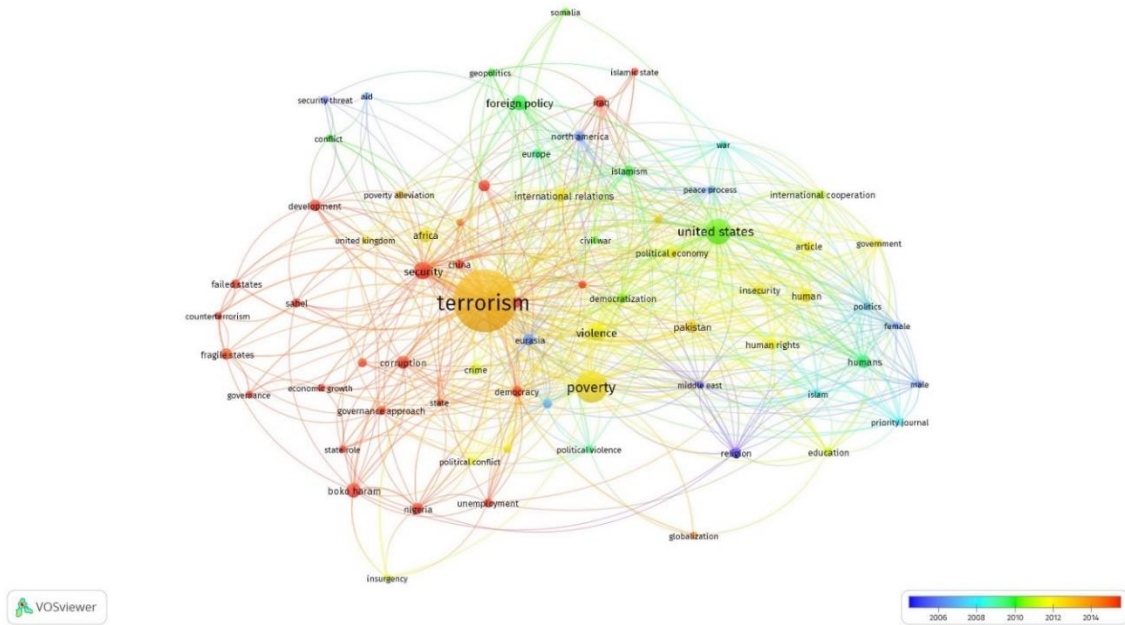 somalia
geopolitics
islamic state
security threat
aid
foreign policy
iraq
conflict
north america
war
europe
islamism
peace process
poverty alleviation
international relations
international cooperation
development
united kingdom
africa
civil war
united states
political economy
article
government
security
china
failed states
sahel
terrorism
democratization
insecurity
human
politics
counterterrorism
violence
pakistan
female
eurasia
human rights
fragile states
corruption
crime
humans
economic growth
poverty
middle east
male
governance
democracy
islam
state
governance approach
priority journal
state role
political violence
religion
education
political conflict
boko haram
unemployment
nigeria
globalization
insurgency
VOSviewer
2006 2008 2010 2012 2014